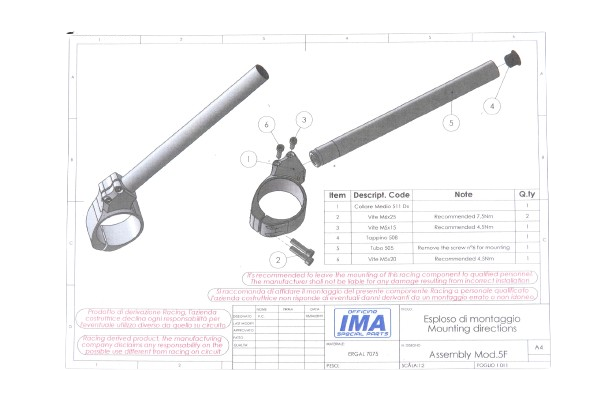 6
3
1
4
5
2
Item Descript. Code Note Q.ty
1 Collare Medio 511 Dx 1
2 Vite M6x25 Recommended 7,5Nm 2
3 Vite M5x15 Recommended 4,5Nm 1
4 Tappino 508 1
5 Tubo 505 Remove the screw n°6 for mounting 1
6 Vite M5x20 Recommended 4,5Nm 1
It's recommended to leave the mounting of this racing component to qualified personnel.
The manufacturer shall not be liable for any damage resulting from incorrect installation
Si raccomanda di affidare il montaggio del presente componente Racing a personale qualificato
l'azienda costruttrice non risponde di eventuali danni derivanti da un montaggio errato o non idoneo.
Prodotto di derivazione Racing, l'azienda
costruttrice declina ogni responsabilità per
l'eventuale utilizzo diverso da quello su circuito.
Racing derived product, the manufacturing
company disclaims any responsability on the
possible use different from racing on circuit.
OFFICINE
IMA
SPECIAL PARTS
MATERIALE:
ERGAL 7075
PESO:
TITOLO:
Esploso di montaggio
Mounting directions
Assembly Mod.5F
A4
SCALA:1:2
FOGLIO 1 DI 1